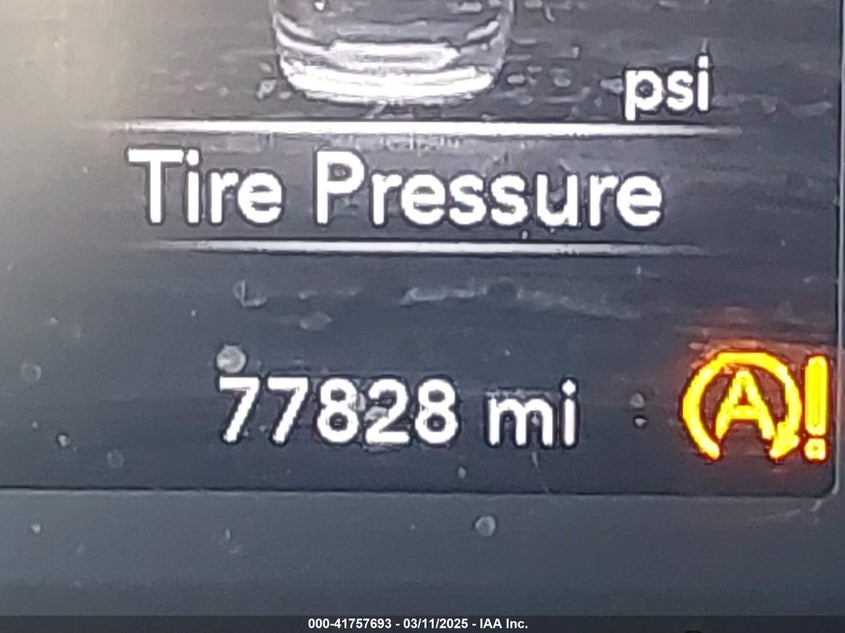 psi
Tire Pressure
77828 mi
A!
000-41757693 - 03/11/2025 - IAA Inc.